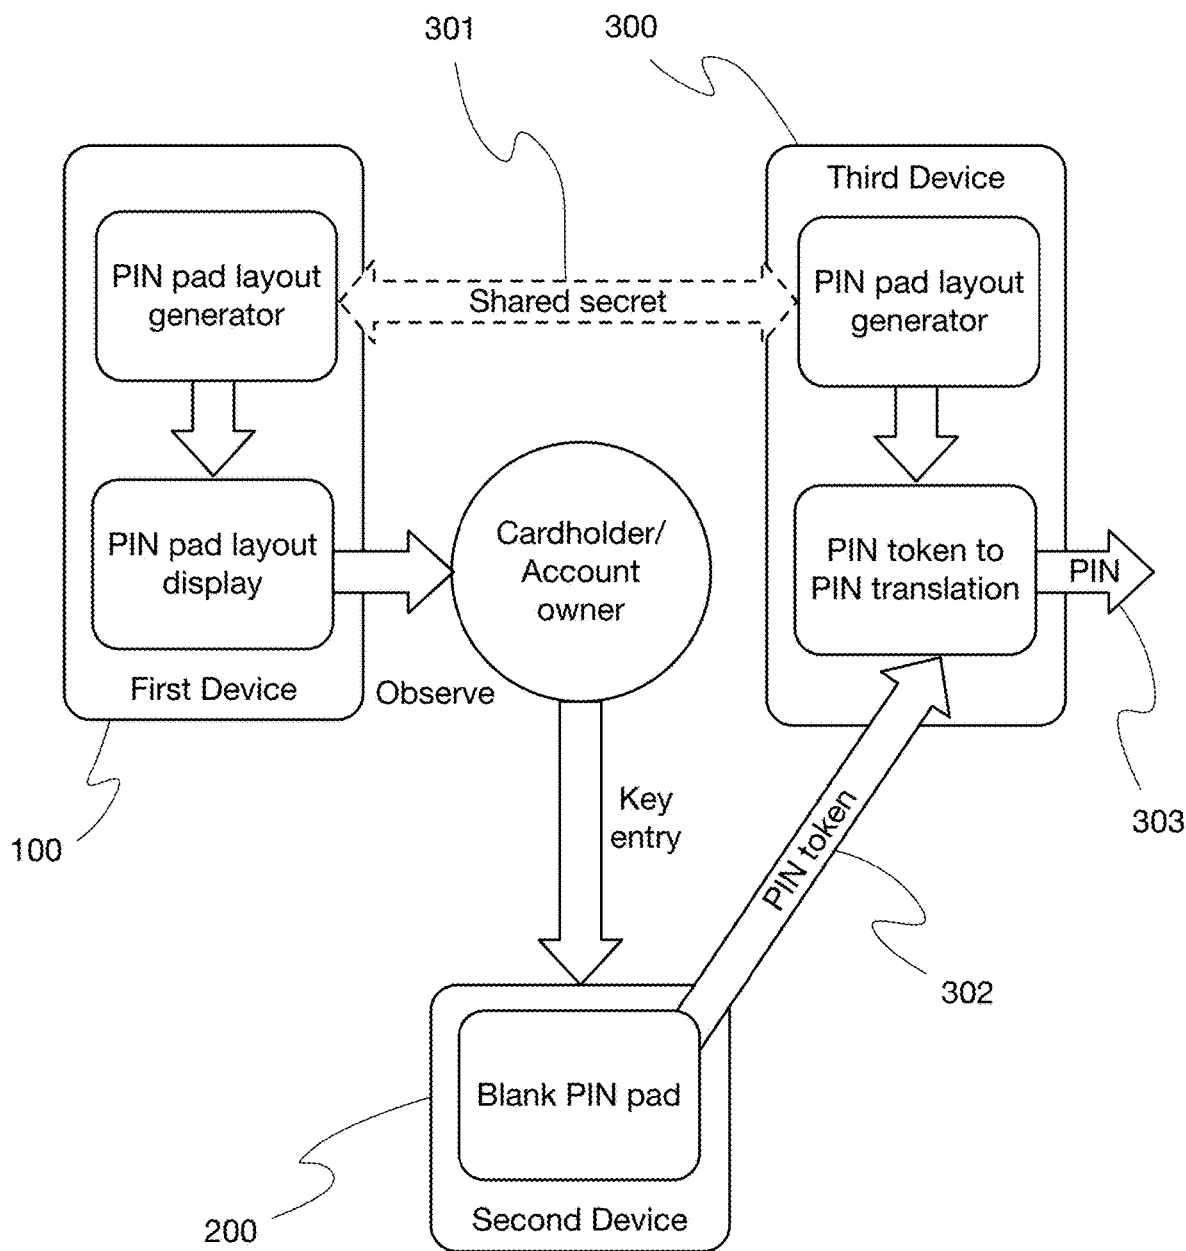 301
300
Third Device
PIN pad layout
generator
Shared secret
PIN pad layout
generator
PIN pad layout
display
Cardholder/
Account
owner
PIN token to
PIN translation
PIN
First Device
Observe
Key
entry
PIN token
100
303
302
Blank PIN pad
200
Second Device